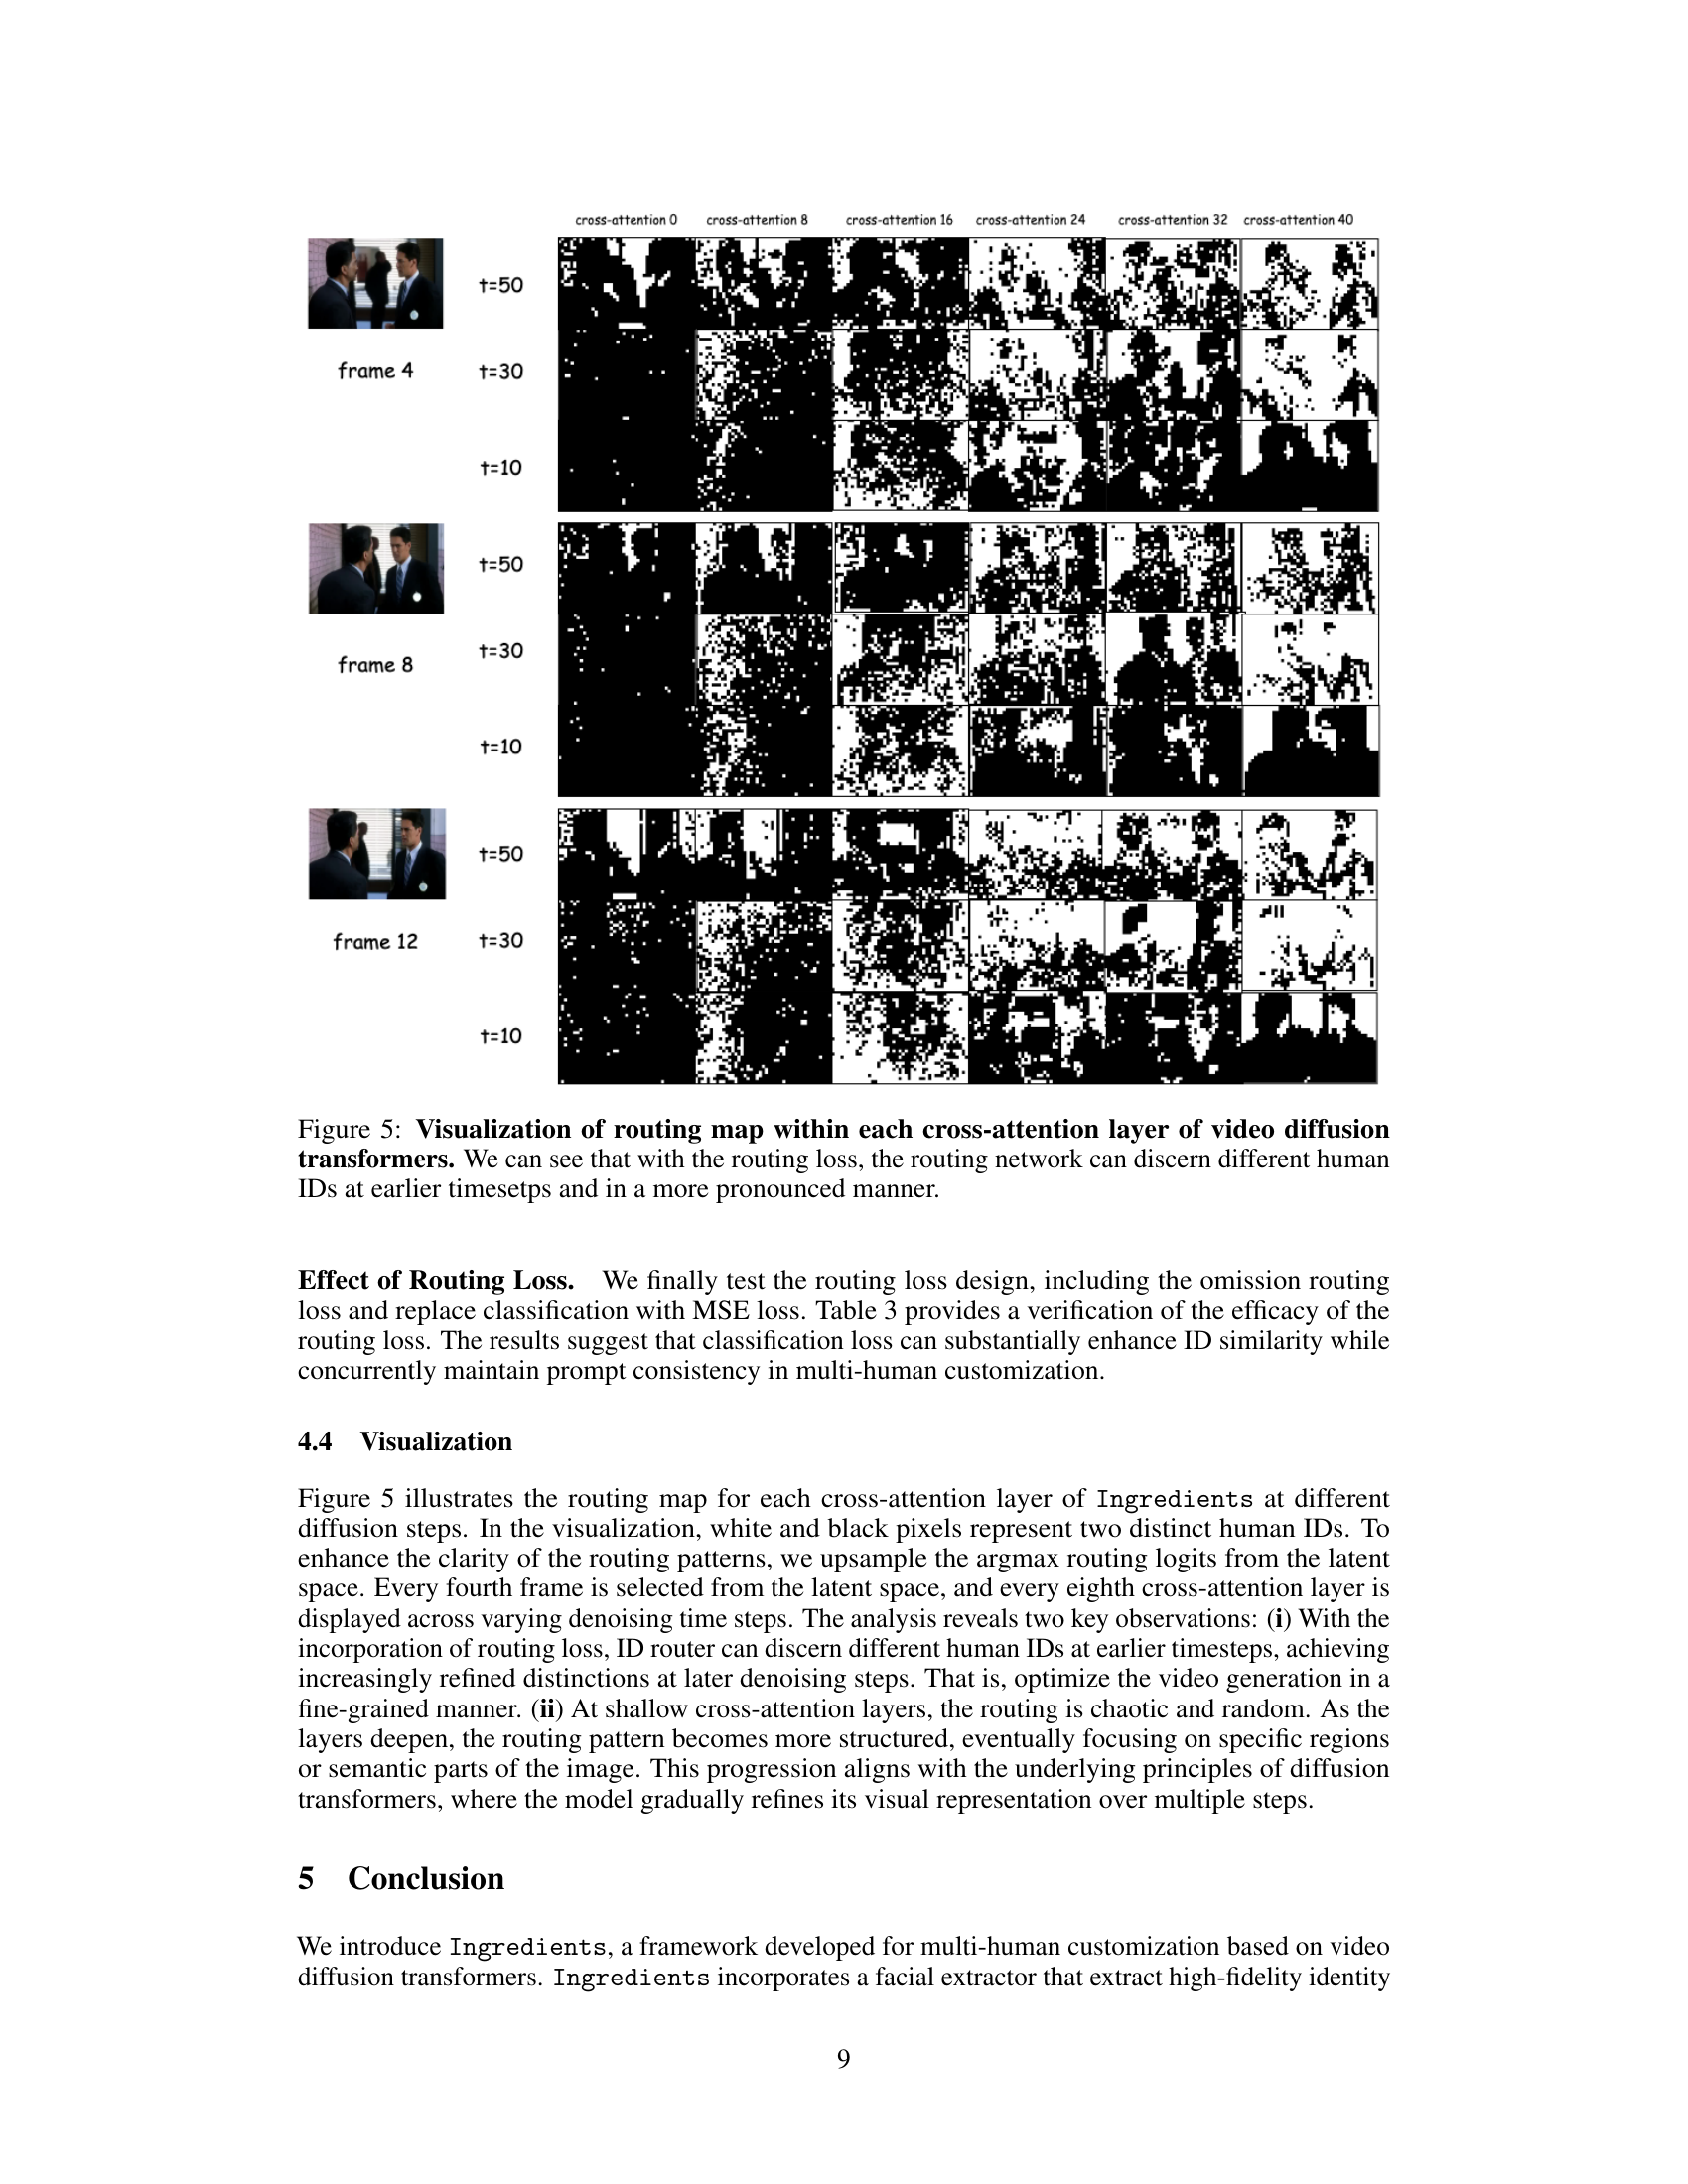 cross-attention 0 cross-attention 8 cross-attention 16 cross-attention 24 cross-attention 32 cross-attention 40
t=50
frame 4 t=30
t=10
t=50
frame 8 t=30
t=10
t=50
frame 12 t=30
t=10
Figure 5: Visualization of routing map within each cross-attention layer of video diffusion
transformers. We can see that with the routing loss, the routing network can discern different human
IDs at earlier timesetps and in a more pronounced manner.
Effect of Routing Loss. We finally test the routing loss design, including the omission routing
loss and replace classification with MSE loss. Table 3 provides a verification of the efficacy of the
routing loss. The results suggest that classification loss can substantially enhance ID similarity while
concurrently maintain prompt consistency in multi-human customization.
4.4 Visualization
Figure 5 illustrates the routing map for each cross-attention layer of Ingredients at different
diffusion steps. In the visualization, white and black pixels represent two distinct human IDs. To
enhance the clarity of the routing patterns, we upsample the argmax routing logits from the latent
space. Every fourth frame is selected from the latent space, and every eighth cross-attention layer is
displayed across varying denoising time steps. The analysis reveals two key observations: (i) With the
incorporation of routing loss, ID router can discern different human IDs at earlier timesteps, achieving
increasingly refined distinctions at later denoising steps. That is, optimize the video generation in a
fine-grained manner. (ii) At shallow cross-attention layers, the routing is chaotic and random. As the
layers deepen, the routing pattern becomes more structured, eventually focusing on specific regions
or semantic parts of the image. This progression aligns with the underlying principles of diffusion
transformers, where the model gradually refines its visual representation over multiple steps.
5 Conclusion
We introduce Ingredients, a framework developed for multi-human customization based on video
diffusion transformers. Ingredients incorporates a facial extractor that extract high-fidelity identity
9